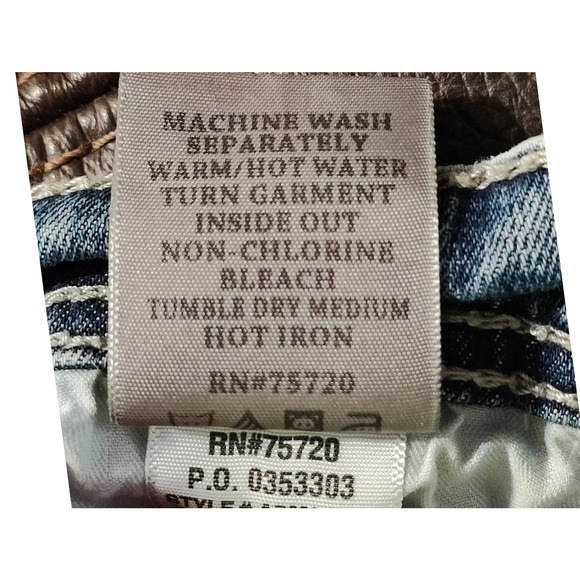 MACHINE WASH
SEPARATELY
WARM/HOT WATER
TURN GARMENT
INSIDE OUT
NON-CHLORINE
BLEACH
TUMBLE DRY MEDIUM
HOT IRON
RN#75720
RN#75720
P.O. 0353303
STYLE#